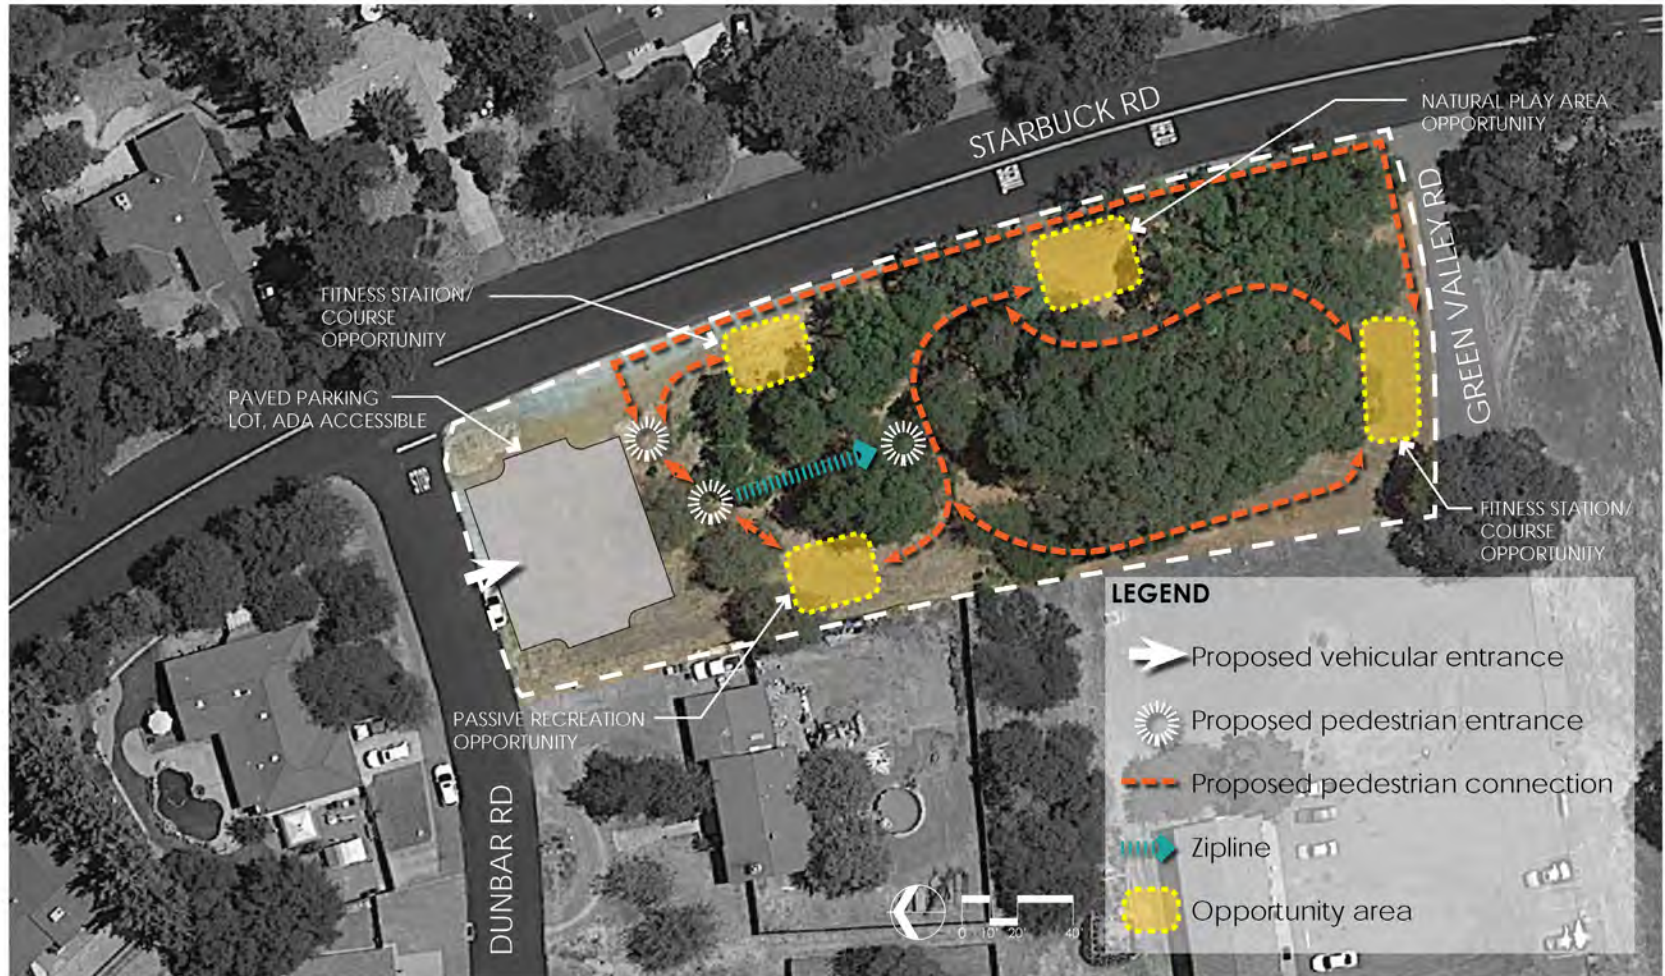 STARBUCK RD
NATURAL PLAY AREA
OPPORTUNITY
GREEN VALLEY RD
FITNESS STATION/
COURSE
OPPORTUNITY
PAVED PARKING
LOT, ADA ACCESSIBLE
STOP
FITNESS STATION/
COURSE
OPPORTUNITY
PASSIVE RECREATION
OPPORTUNITY
DUNBAR RD
LEGEND
Proposed vehicular entrance
Proposed pedestrian entrance
Proposed pedestrian connection
Zipline
Opportunity area
0 10' 20' 40'